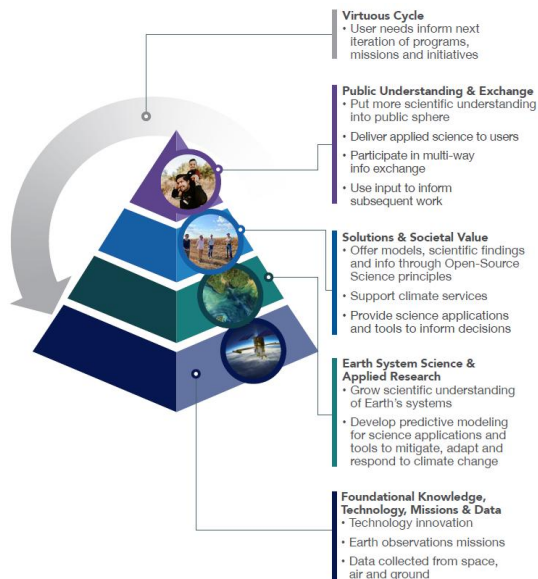 Virtuous Cycle
• User needs inform next
iteration of programs,
missions and initiatives
Public Understanding & Exchange
• Put more scientific understanding
into public sphere
• Deliver applied science to users
• Participate in multi-way
info exchange
• Use input to inform
subsequent work
Solutions & Societal Value
• Offer models, scientific findings
and info through Open-Source
Science principles
• Support climate services
• Provide science applications
and tools to inform decisions
Earth System Science &
Applied Research
• Grow scientific understanding
of Earth's systems
• Develop predictive modeling
for science applications and
tools to mitigate, adapt and
respond to climate change
Foundational Knowledge,
Technology, Missions & Data
• Technology innovation
• Earth observations missions
• Data collected from space,
air and ground